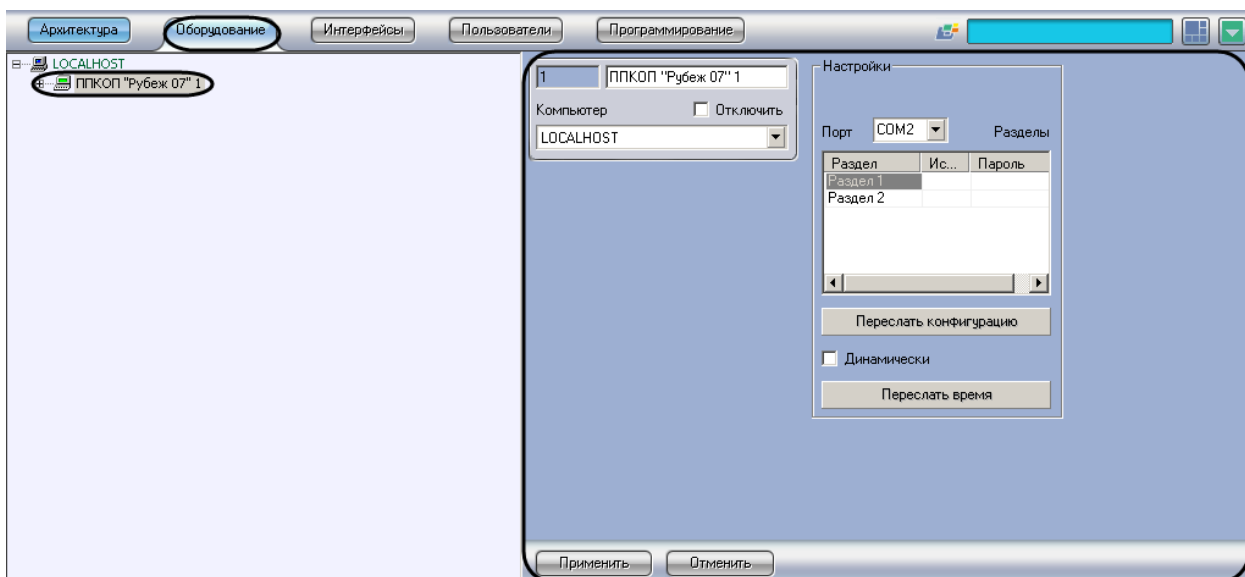 Архитектура Оборудование Интерфейсы Пользователи Программирование
LOCALHOST
ППКОП "Рубеж 07" 1
1 ППКОП "Рубеж 07" 1
Компьютер Отключить
LOCALHOST
Настройки
Порт COM2 Разделы
Раздел Ис... Пароль
Раздел 1
Раздел 2
Переслать конфигурацию
Динамически
Переслать время
Применить Отменить